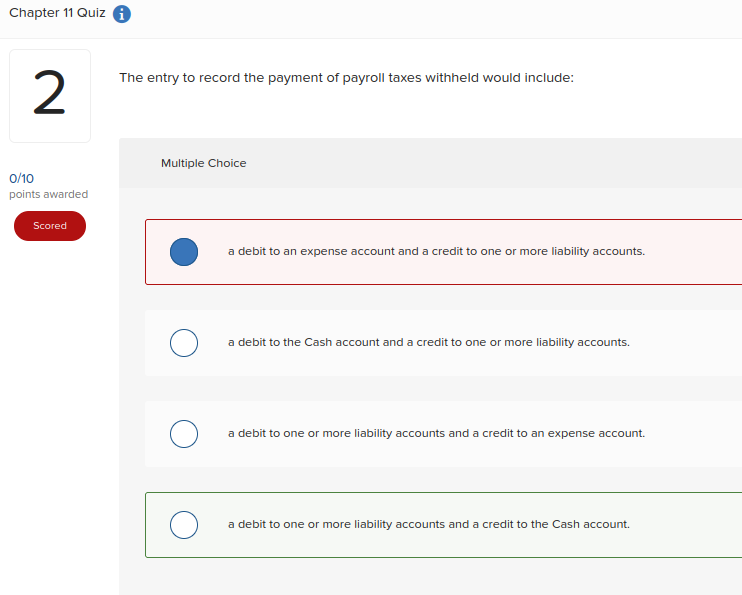 Chapter 11 Quiz i
2
The entry to record the payment of payroll taxes withheld would include:
0/10
points awarded
Scored
Multiple Choice
a debit to an expense account and a credit to one or more liability accounts.
a debit to the Cash account and a credit to one or more liability accounts.
a debit to one or more liability accounts and a credit to an expense account.
a debit to one or more liability accounts and a credit to the Cash account.